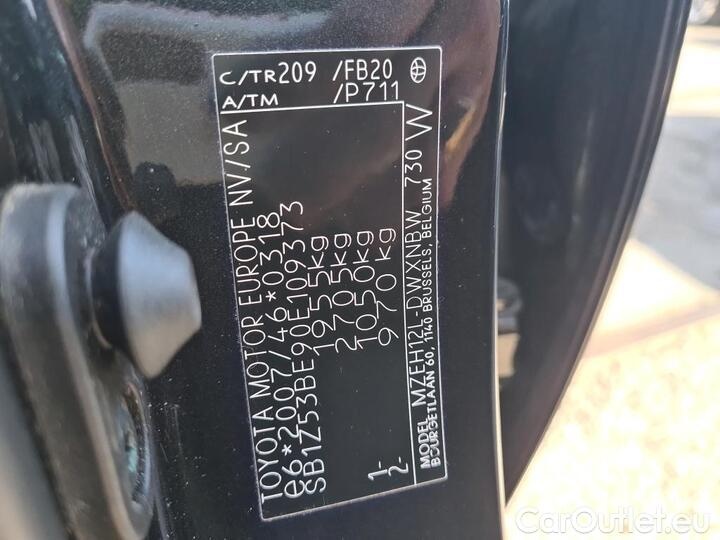 C/TR209 /FB20
A/TM /P711
TOYOTA MOTOR EUROPE NV/SA
e6*2007/46*0318
SB1Z53BE90E109373
1955kg
2705kg
1- 1050kg
2- 970 kg
MODEL MZEH12L-DWXNBW 730 W
BOURGETLAAN 60, 1140 BRUSSELS, BELGIUM
CarOutlet.eu